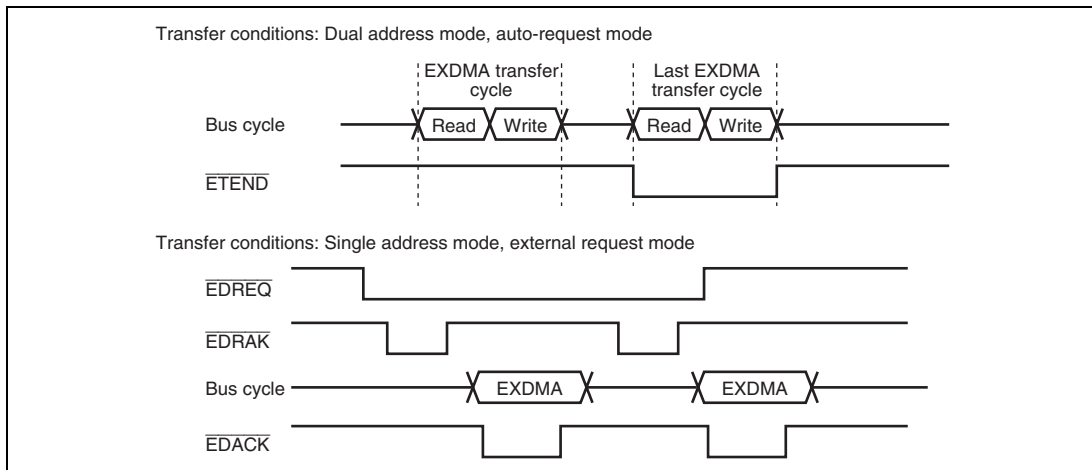 Transfer conditions: Dual address mode, auto-request mode
EXDMA transfer
cycle
Last EXDMA
transfer cycle
Bus cycle
Read
Write
Read
Write
ETEND
Transfer conditions: Single address mode, external request mode
EDREQ
EDRAK
Bus cycle
EXDMA
EXDMA
EDACK